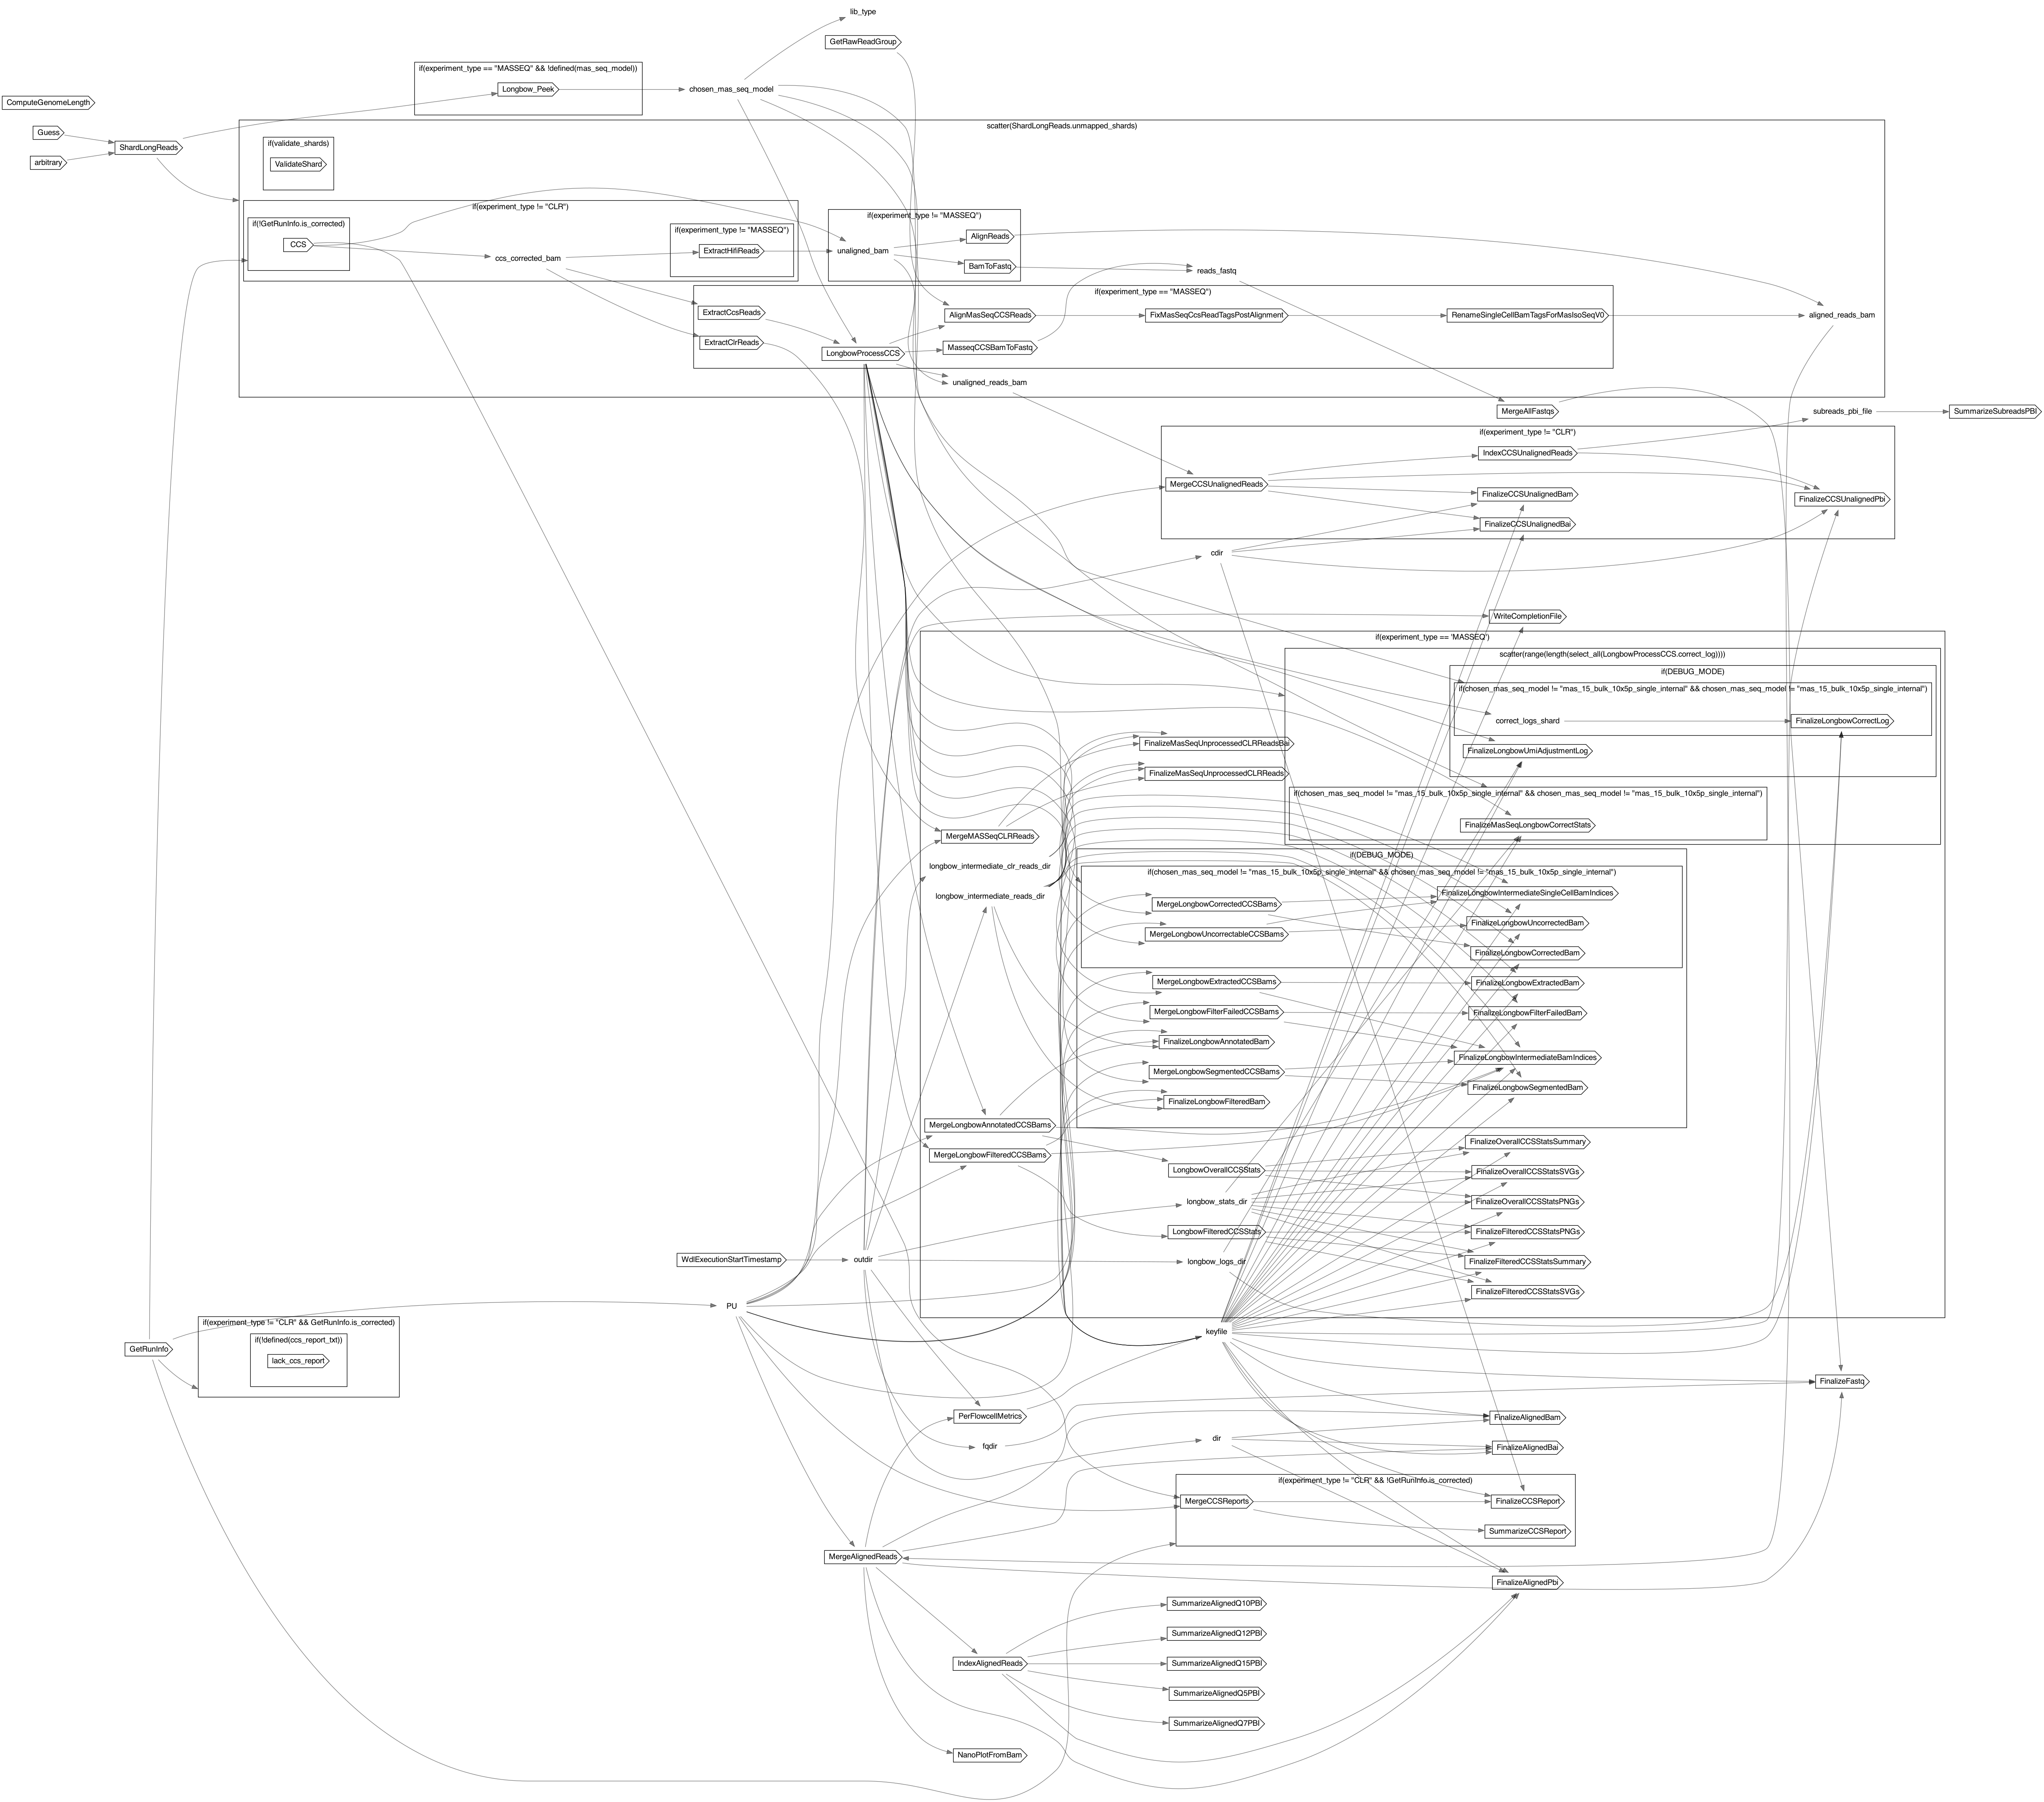 lib_type
GetRawReadGroup
if(experiment_type == "MASSEQ" && !defined(mas_seq_model))
Longbow_Peek
chosen_mas_seq_model
ComputeGenomeLength
Guess
arbitrary
ShardLongReads
scatter(ShardLongReads.unmapped_shards)
if(validate_shards)
ValidateShard
if(experiment_type != "CLR")
if(!GetRunInfo.is_corrected)
CCS
ccs_corrected_bam
if(experiment_type != "MASSEQ")
ExtractHifiReads
if(experiment_type != "MASSEQ")
unaligned_bam
AlignReads
BamToFastq
reads_fastq
if(experiment_type == "MASSEQ")
ExtractCcsReads
ExtractClrReads
LongbowProcessCCS
AlignMasSeqCCSReads
MasseqCCSBamToFastq
FixMasSeqCcsReadTagsPostAlignment
RenameSingleCellBamTagsForMasIsoSeqV0
aligned_reads_bam
unaligned_reads_bam
MergeAllFastqs
subreads_pbi_file
SummarizeSubreadsPBI
if(experiment_type != "CLR")
IndexCCSUnalignedReads
MergeCCSUnalignedReads
FinalizeCCSUnalignedBam
FinalizeCCSUnalignedPbi
FinalizeCCSUnalignedBai
cdir
WriteCompletionFile
if(experiment_type == 'MASSEQ')
scatter(range(length(select_all(LongbowProcessCCS.correct_log))))
if(DEBUG_MODE)
if(chosen_mas_seq_model != "mas_15_bulk_10x5p_single_internal" && chosen_mas_seq_model != "mas_15_bulk_10x5p_single_internal")
correct_logs_shard
FinalizeLongbowCorrectLog
FinalizeLongbowUmiAdjustmentLog
FinalizeMasSeqUnprocessedCLRReadsBai
FinalizeMasSeqUnprocessedCLRReads
if(chosen_mas_seq_model != "mas_15_bulk_10x5p_single_internal" && chosen_mas_seq_model != "mas_15_bulk_10x5p_single_internal")
FinalizeMasSeqLongbowCorrectStats
MergeMASSeqCLRReads
longbow_intermediate_clr_reads_dir
longbow_intermediate_reads_dir
if(DEBUG_MODE)
if(chosen_mas_seq_model != "mas_15_bulk_10x5p_single_internal" && chosen_mas_seq_model != "mas_15_bulk_10x5p_single_internal")
FinalizeLongbowIntermediateSingleCellBamIndices
MergeLongbowCorrectedCCSBams
FinalizeLongbowUncorrectedBam
MergeLongbowUncorrectableCCSBams
FinalizeLongbowCorrectedBam
MergeLongbowExtractedCCSBams
FinalizeLongbowExtractedBam
MergeLongbowFilterFailedCCSBams
FinalizeLongbowFilterFailedBam
FinalizeLongbowAnnotatedBam
FinalizeLongbowIntermediateBamIndices
MergeLongbowSegmentedCCSBams
FinalizeLongbowSegmentedBam
FinalizeLongbowFilteredBam
MergeLongbowAnnotatedCCSBams
MergeLongbowFilteredCCSBams
FinalizeOverallCCSStatsSummary
LongbowOverallCCSStats
FinalizeOverallCCSStatsSVGs
longbow_stats_dir
FinalizeOverallCCSStatsPNGs
LongbowFilteredCCSStats
FinalizeFilteredCCSStatsPNGs
longbow_logs_dir
FinalizeFilteredCCSStatsSummary
FinalizeFilteredCCSStatsSVGs
WdlExecutionStartTimestamp
outdir
PU
keyfile
GetRunInfo
if(experiment_type != "CLR" && GetRunInfo.is_corrected)
if(!defined(ccs_report_txt))
lack_ccs_report
FinalizeFastq
PerFlowcellMetrics
FinalizeAlignedBam
fqdir
dir
FinalizeAlignedBai
if(experiment_type != "CLR" && !GetRunInfo.is_corrected)
MergeCCSReports
FinalizeCCSReport
SummarizeCCSReport
MergeAlignedReads
FinalizeAlignedPbi
SummarizeAlignedQ10PBI
SummarizeAlignedQ12PBI
IndexAlignedReads
SummarizeAlignedQ15PBI
SummarizeAlignedQ5PBI
SummarizeAlignedQ7PBI
NanoPlotFromBam